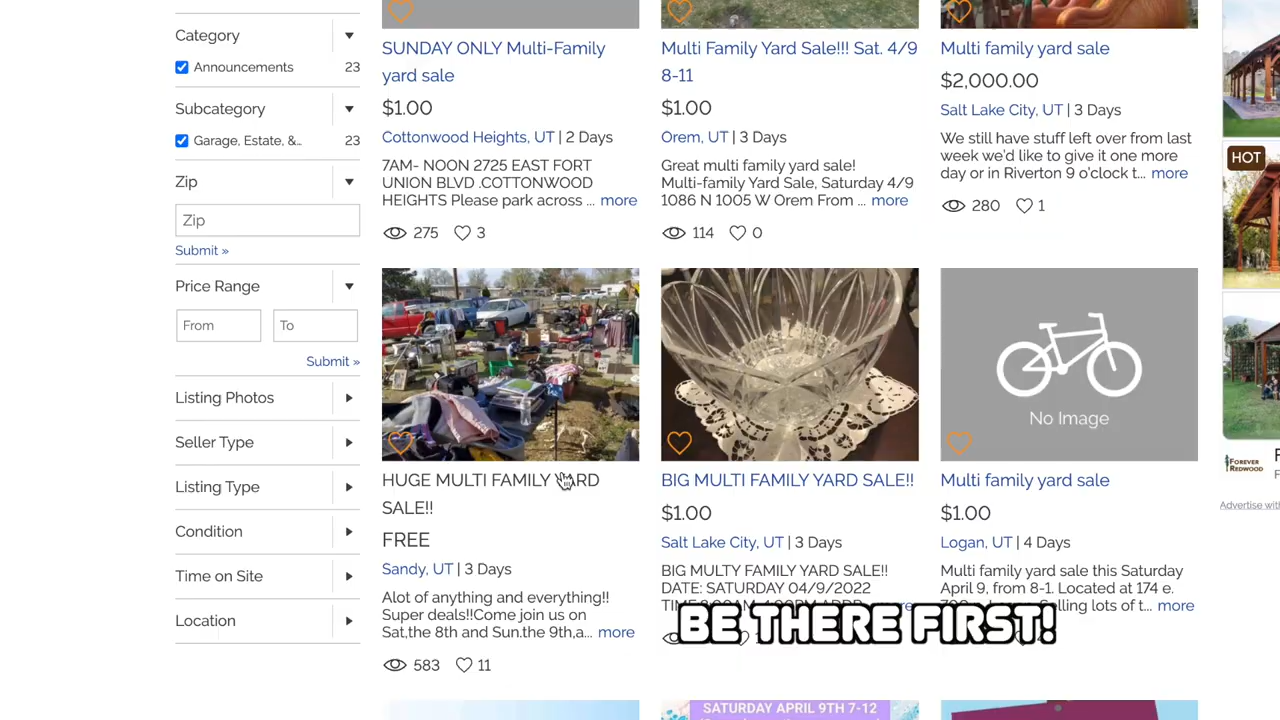 Category
Announcements 23
Subcategory
Garage, Estate, &.. 23
Zip
Zip
Submit »
Price Range
From To
Submit »
Listing Photos
Seller Type
Listing Type
Condition
Time on Site
Location
SUNDAY ONLY Multi-Family
yard sale
$1.00
Cottonwood Heights, UT | 2 Days
7AM- NOON 2725 EAST FORT
UNION BLVD .COTTONWOOD
HEIGHTS Please park across ... more
275 3
Multi Family Yard Sale!!! Sat. 4/9
8-11
$1.00
Orem, UT | 3 Days
Great multi family yard sale!
Multi-family Yard Sale, Saturday 4/9
1086 N 1005 W Orem From ... more
114 0
Multi family yard sale
$2,000.00
Salt Lake City, UT | 3 Days
We still have stuff left over from last
week we'd like to give it one more
day or in Riverton 9 o'clock t... more
280 1
HUGE MULTI FAMILY YARD
SALE!!
FREE
Sandy, UT | 3 Days
Alot of anything and everything!!
Super deals!!Come join us on
Sat,the 8th and Sun.the 9th,a... more
583 11
BIG MULTI FAMILY YARD SALE!!
$1.00
Salt Lake City, UT | 3 Days
BIG MULTY FAMILY YARD SALE!!
DATE: SATURDAY 04/9/2022
No Image
Multi family yard sale
$1.00
Logan, UT | 4 Days
Multi family yard sale this Saturday
April 9, from 8-1. Located at 174 e.
elling lots of t... more
BE THERE FIRST!
SATURDAY APRIL 9TH 7-12
HOT
FOREVER
REDWOOD
Advertise wit